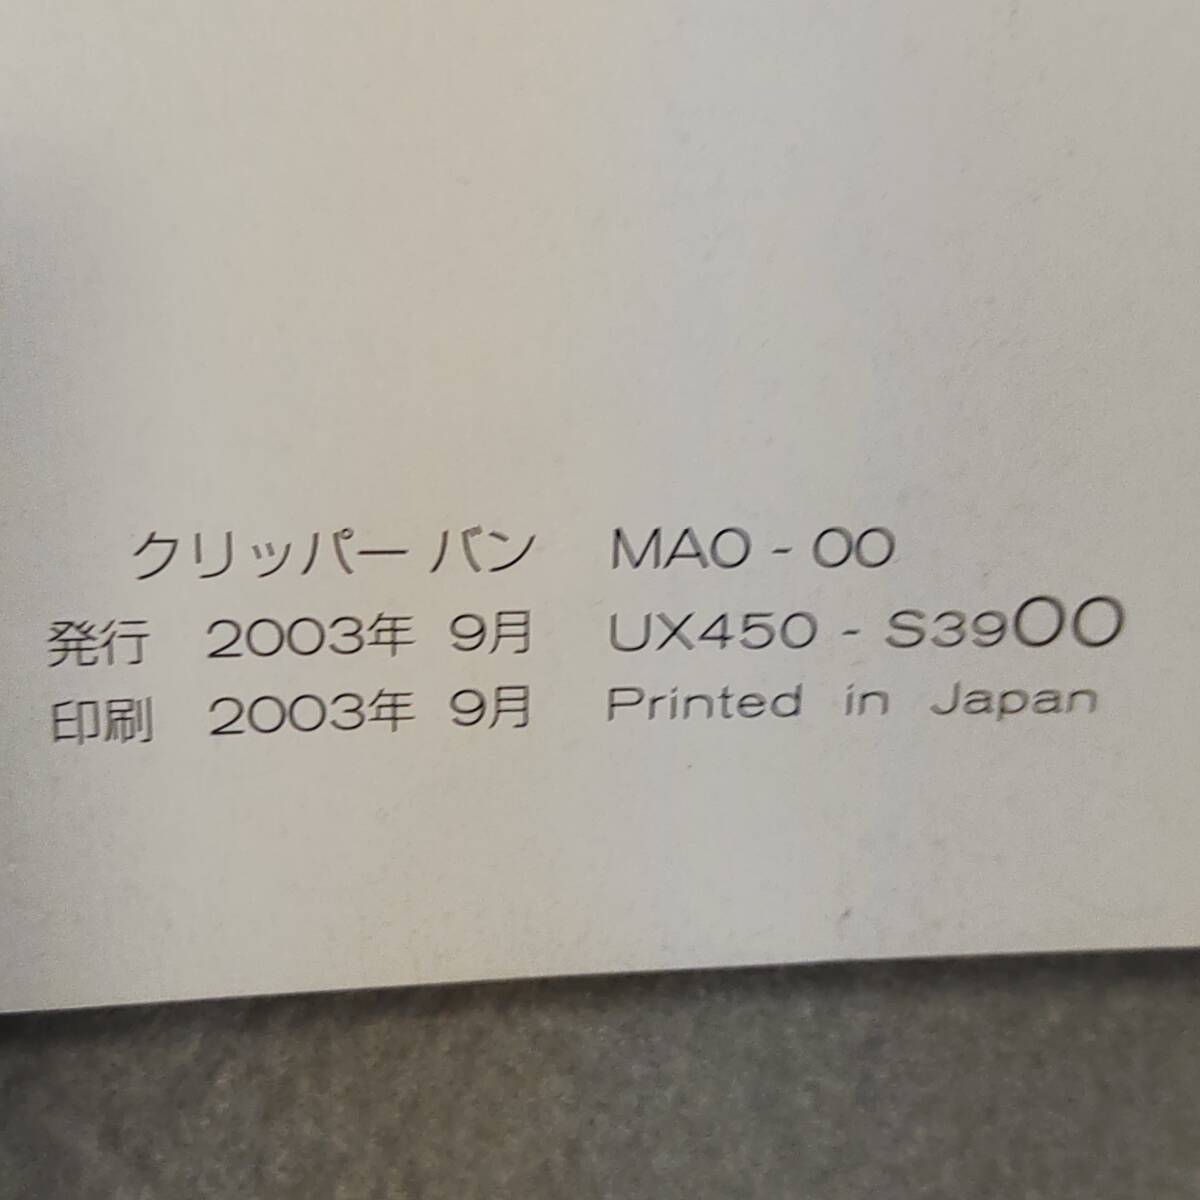 クリッパー バン MA0 - 00
発行 2003年 9月 UX450 - S3900
印刷 2003年 9月 Printed in Japan